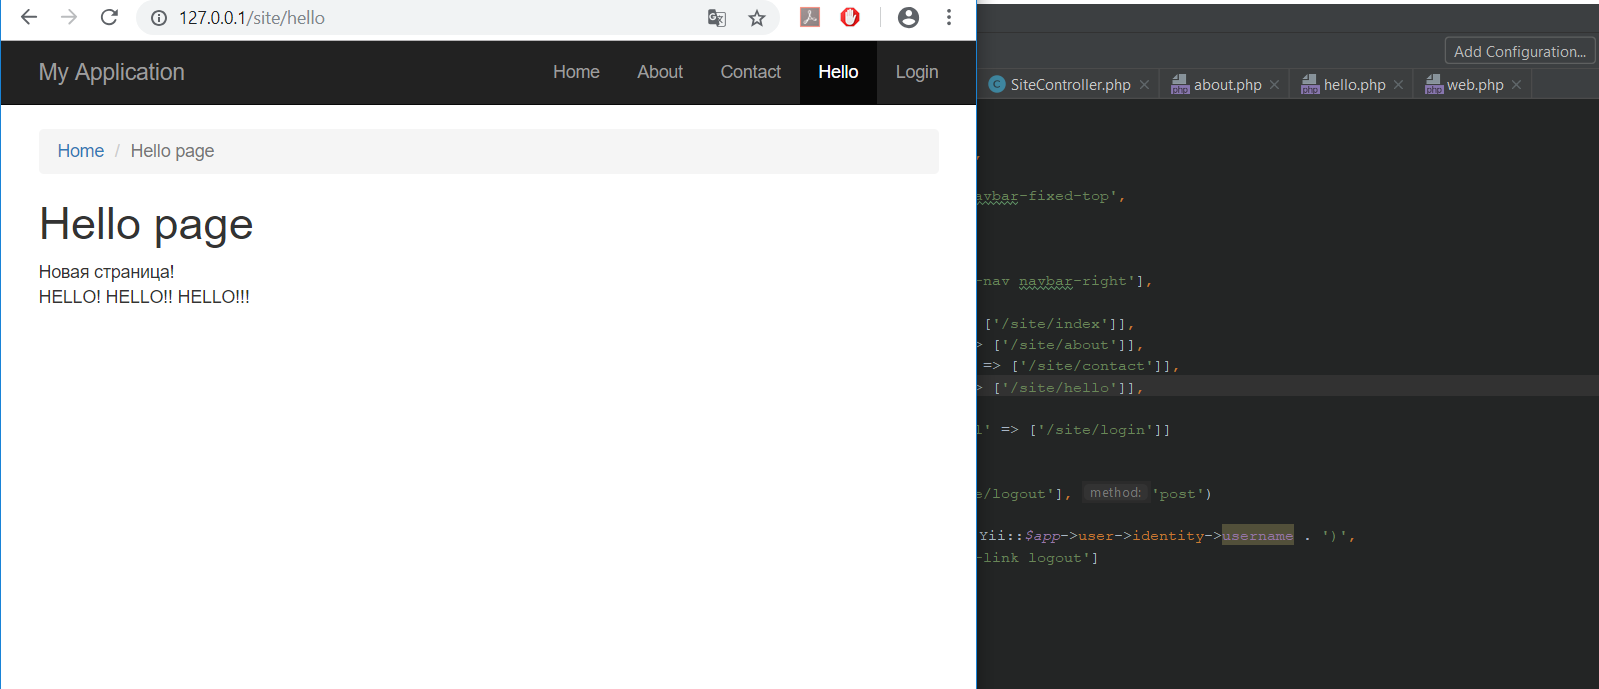 127.0.0.1/site/hello
My Application
Home About Contact Hello Login
Home / Hello page
Hello page
Новая страница!
HELLO! HELLO!! HELLO!!!
Add Configuration...
SiteController.php about.php hello.php web.php
avbar-fixed-top',
-nav navbar-right'],
['/site/index']],
> ['/site/about']],
=> ['/site/contact']],
> ['/site/hello']],
' => ['/site/login']]
e/logout'], method: 'post')
Yii::$app->user->identity->username . ')',
-link logout']